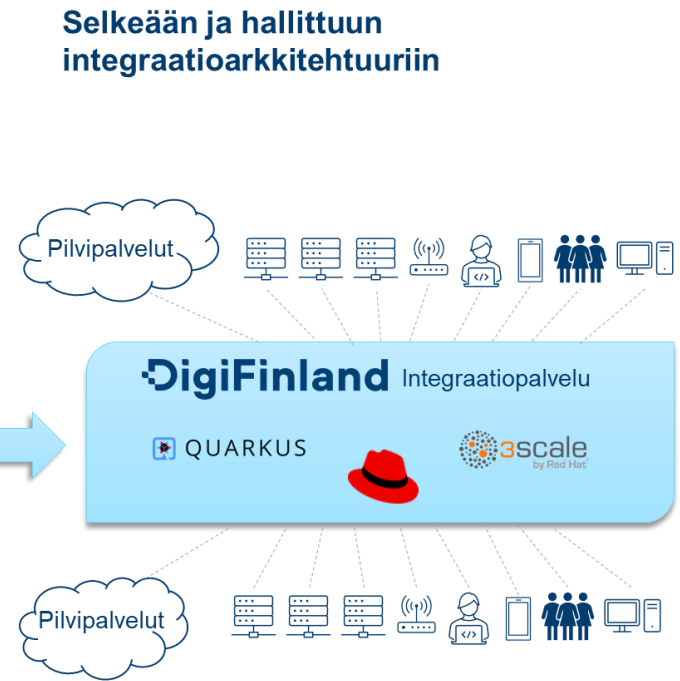 Selkeään ja hallittuun
integraatioarkkitehtuuriin
Pilvipalvelut
</>
DigiFinland Integraatiopalvelu
QUARKUS
3scale
by Red Hat
Pilvipalvelut
</>